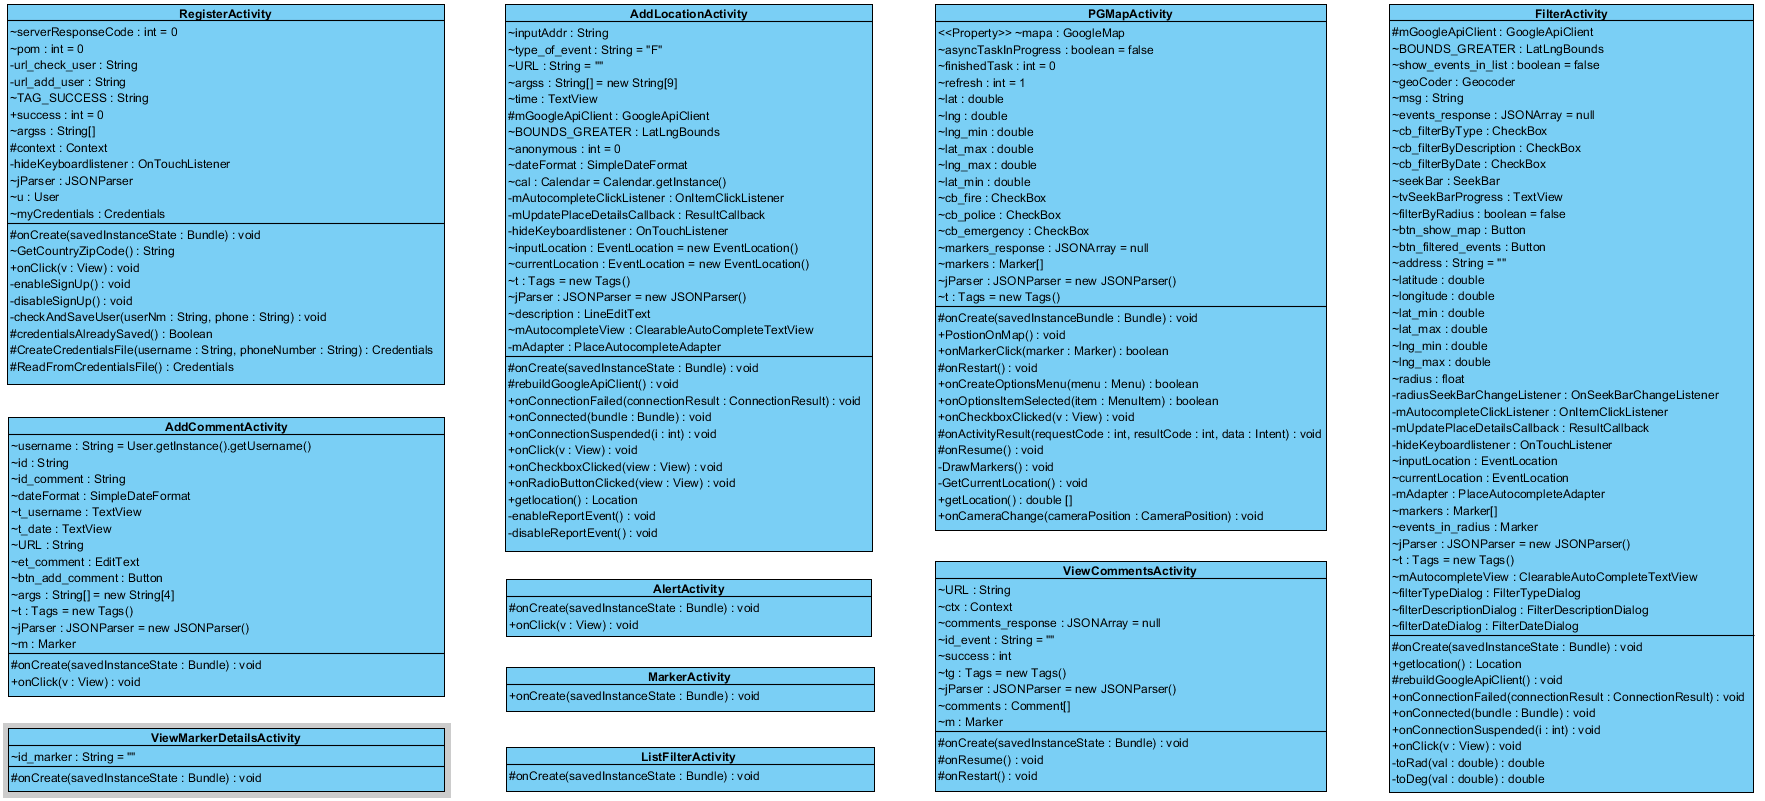 RegisterActivity
~serverResponseCode : int = 0
~pom : int = 0
-url_check_user : String
-url_add_user : String
~TAG_SUCCESS : String
+success : int = 0
~argss : String[]
#context : Context
-hideKeyboardlistener : OnTouchListener
~jParser : JSONParser
~u : User
~myCredentials : Credentials
#onCreate(savedInstanceState : Bundle) : void
~GetCountryZipCode() : String
+onClick(v : View) : void
-enableSignUp() : void
-disableSignUp() : void
-checkAndSaveUser(userNm : String, phone : String) : void
#credentialsAlreadySaved() : Boolean
#CreateCredentialsFile(username : String, phoneNumber : String) : Credentials
#ReadFromCredentialsFile() : Credentials
AddCommentActivity
~username : String = User.getInstance().getUsername()
~id : String
~id_comment : String
~dateFormat : SimpleDateFormat
~t_username : TextView
~t_date : TextView
~URL : String
~et_comment : EditText
~btn_add_comment : Button
~args : String[] = new String[4]
~t : Tags = new Tags()
~jParser : JSONParser = new JSONParser()
~m : Marker
#onCreate(savedInstanceState : Bundle) : void
+onClick(v : View) : void
ViewMarkerDetailsActivity
~id_marker : String = ""
#onCreate(savedInstanceState : Bundle) : void
AddLocationActivity
~inputAddr : String
~type_of_event : String = "F"
~URL : String = ""
~argss : String[] = new String[9]
~time : TextView
#mGoogleApiClient : GoogleApiClient
~BOUNDS_GREATER : LatLngBounds
~anonymous : int = 0
~dateFormat : SimpleDateFormat
~cal : Calendar = Calendar.getInstance()
-mAutocompleteClickListener : OnItemClickListener
-mUpdatePlaceDetailsCallback : ResultCallback
-hideKeyboardlistener : OnTouchListener
~inputLocation : EventLocation = new EventLocation()
~currentLocation : EventLocation = new EventLocation()
~t : Tags = new Tags()
~jParser : JSONParser = new JSONParser()
~description : LineEditText
~mAutocompleteView : ClearableAutoCompleteTextView
-mAdapter : PlaceAutocompleteAdapter
#onCreate(savedInstanceState : Bundle) : void
#rebuildGoogleApiClient() : void
+onConnectionFailed(connectionResult : ConnectionResult) : void
+onConnected(bundle : Bundle) : void
+onConnectionSuspended(i : int) : void
+onClick(v : View) : void
+onCheckboxClicked(view : View) : void
+onRadioButtonClicked(view : View) : void
+getlocation() : Location
-enableReportEvent() : void
-disableReportEvent() : void
AlertActivity
#onCreate(savedInstanceState : Bundle) : void
+onClick(v : View) : void
MarkerActivity
+onCreate(savedInstanceState : Bundle) : void
ListFilterActivity
#onCreate(savedInstanceState : Bundle) : void
PGMapActivity
<<Property>> ~mapa : GoogleMap
~asyncTaskInProgress : boolean = false
~finishedTask : int = 0
~refresh : int = 1
~lat : double
~lng : double
~lng_min : double
~lat_max : double
~lng_max : double
~lat_min : double
~cb_fire : CheckBox
~cb_police : CheckBox
~cb_emergency : CheckBox
~markers_response : JSONArray = null
~markers : Marker[]
~jParser : JSONParser = new JSONParser()
~t : Tags = new Tags()
#onCreate(savedInstanceBundle : Bundle) : void
+PostionOnMap() : void
+onMarkerClick(marker : Marker) : boolean
#onRestart() : void
+onCreateOptionsMenu(menu : Menu) : boolean
+onOptionsItemSelected(item : MenuItem) : boolean
+onCheckboxClicked(v : View) : void
#onActivityResult(requestCode : int, resultCode : int, data : Intent) : void
#onResume() : void
-DrawMarkers() : void
-GetCurrentLocation() : void
+getLocation() : double []
+onCameraChange(cameraPosition : CameraPosition) : void
ViewCommentsActivity
~URL : String
~ctx : Context
~comments_response : JSONArray = null
~id_event : String = ""
~success : int
~tg : Tags = new Tags()
~jParser : JSONParser = new JSONParser()
~comments : Comment[]
~m : Marker
#onCreate(savedInstanceState : Bundle) : void
#onResume() : void
#onRestart() : void
FilterActivity
#mGoogleApiClient : GoogleApiClient
~BOUNDS_GREATER : LatLngBounds
~show_events_in_list : boolean = false
~geoCoder : Geocoder
~msg : String
~events_response : JSONArray = null
~cb_filterByType : CheckBox
~cb_filterByDescription : CheckBox
~cb_filterByDate : CheckBox
~seekBar : SeekBar
~tvSeekBarProgress : TextView
~filterByRadius : boolean = false
~btn_show_map : Button
~btn_filtered_events : Button
~address : String = ""
~latitude : double
~longitude : double
~lat_min : double
~lat_max : double
~lng_min : double
~lng_max : double
~radius : float
-radiusSeekBarChangeListener : OnSeekBarChangeListener
-mAutocompleteClickListener : OnItemClickListener
-mUpdatePlaceDetailsCallback : ResultCallback
-hideKeyboardlistener : OnTouchListener
~inputLocation : EventLocation
~currentLocation : EventLocation
-mAdapter : PlaceAutocompleteAdapter
~markers : Marker[]
~events_in_radius : Marker
~jParser : JSONParser = new JSONParser()
~t : Tags = new Tags()
~mAutocompleteView : ClearableAutoCompleteTextView
~filterTypeDialog : FilterTypeDialog
~filterDescriptionDialog : FilterDescriptionDialog
~filterDateDialog : FilterDateDialog
#onCreate(savedInstanceState : Bundle) : void
+getlocation() : Location
#rebuildGoogleApiClient() : void
+onConnectionFailed(connectionResult : ConnectionResult) : void
+onConnected(bundle : Bundle) : void
+onConnectionSuspended(i : int) : void
+onClick(v : View) : void
-toRad(val : double) : double
-toDeg(val : double) : double